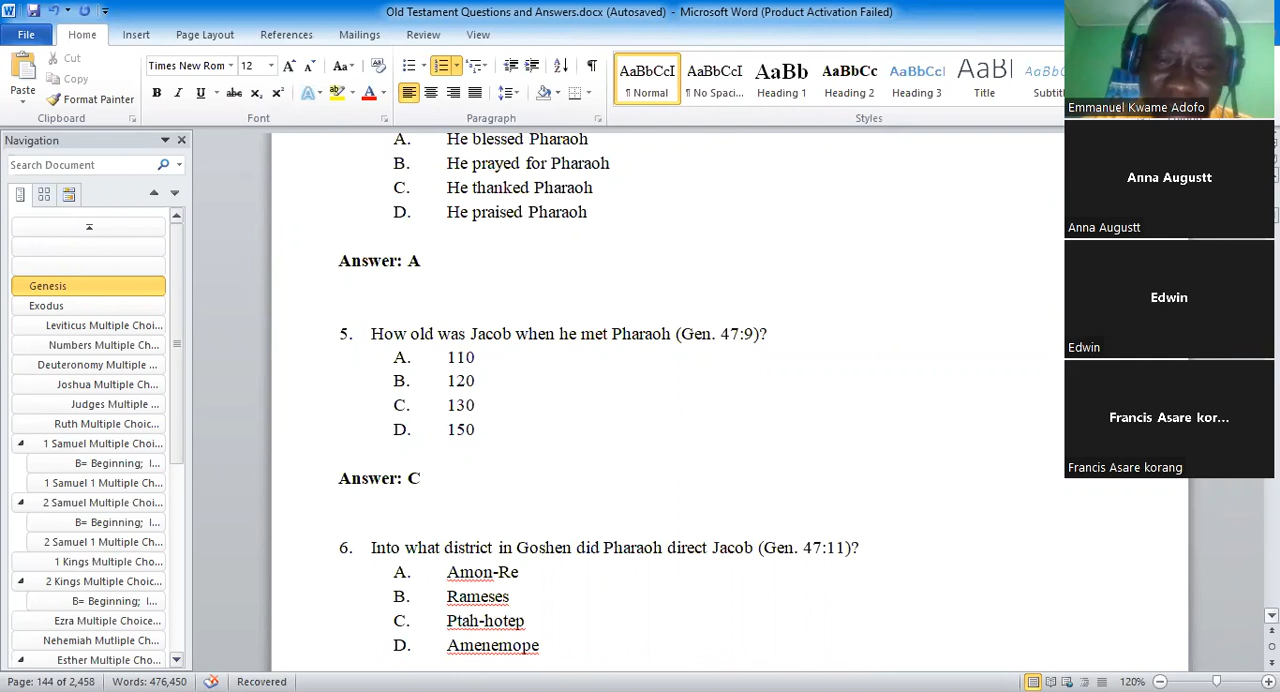 Old Testament Questions and Answers.docx (Autosaved) - Microsoft Word (Product Activation Failed)
File Home Insert Page Layout References Mailings Review View
Paste
Cut
Copy
Format Painter
Clipboard
Times New Rom 12
Font
Paragraph
AaBbCcI ¶ Normal
AaBbCcI ¶ No Spaci...
AaBb Heading 1
AaBbCc Heading 2
AaBbCcI Heading 3
AaBl Title
AaBbCc Subtitl
Styles
Navigation
Search Document
Genesis
Exodus
Leviticus Multiple Choi...
Numbers Multiple Ch...
Deuteronomy Multiple ...
Joshua Multiple Ch...
Judges Multiple ...
Ruth Multiple Choic...
1 Samuel Multiple Choi...
B= Beginning; I...
1 Samuel 1 Multiple Ch...
2 Samuel Multiple Choi...
B= Beginning; I...
2 Samuel 1 Multiple Ch...
1 Kings Multiple Cho...
2 Kings Multiple Choic...
B= Beginning; I...
Ezra Multiple Choice...
Nehemiah Mutliple Ch...
Esther Multiple Cho...
A. He blessed Pharaoh
B. He prayed for Pharaoh
C. He thanked Pharaoh
D. He praised Pharaoh
Answer: A
5. How old was Jacob when he met Pharaoh (Gen. 47:9)?
A. 110
B. 120
C. 130
D. 150
Answer: C
6. Into what district in Goshen did Pharaoh direct Jacob (Gen. 47:11)?
A. Amon-Re
B. Rameses
C. Ptah-hotep
D. Amenemope
Emmanuel Kwame Adofo
Anna Augustt
Anna Augustt
Edwin
Edwin
Francis Asare kor...
Francis Asare korang
Page: 144 of 2,458 Words: 476,450 Recovered 120%